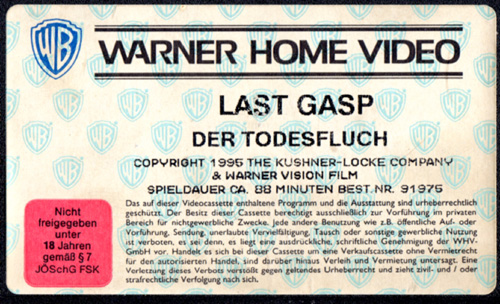 WB
WARNER HOME VIDEO
LAST GASP
DER TODESFLUCH
COPYRIGHT 1995 THE KUSHNER-LOCKE COMPANY
& WARNER VISION FILM
SPIELDAUER CA. 88 MINUTEN BEST.NR. 91975
Nicht
freigegeben
unter
18 Jahren
gemäß § 7
JÖSchG FSK
Das auf dieser Videocassette enthaltene Programm und die Ausstattung sind urheberrechtlich
geschützt. Der Besitz dieser Cassette berechtigt ausschließlich zur Vorführung im privaten
Bereich für nichtgewerbliche Zwecke. Jede andere Benutzung wie z.B. öffentliche Auf- oder
Vorführung, Sendung, unerlaubte Vervielfältigung, Tausch oder sonstige gewerbliche Nutzung
ist verboten, es sei denn, es liegt eine ausdrückliche, schriftliche Genehmigung der WHV-
GmbH vor. Handelt es sich bei dieser Cassette um eine Verkaufscassette ohne Vermietrecht
für den autorisierten Handel, sind darüber hinaus Verleih und Vermietung untersagt. Eine
Verletzung dieses Verbots verstößt gegen geltendes Urheberrecht und zieht zivil- und / oder
strafrechtliche Verfolgung nach sich.